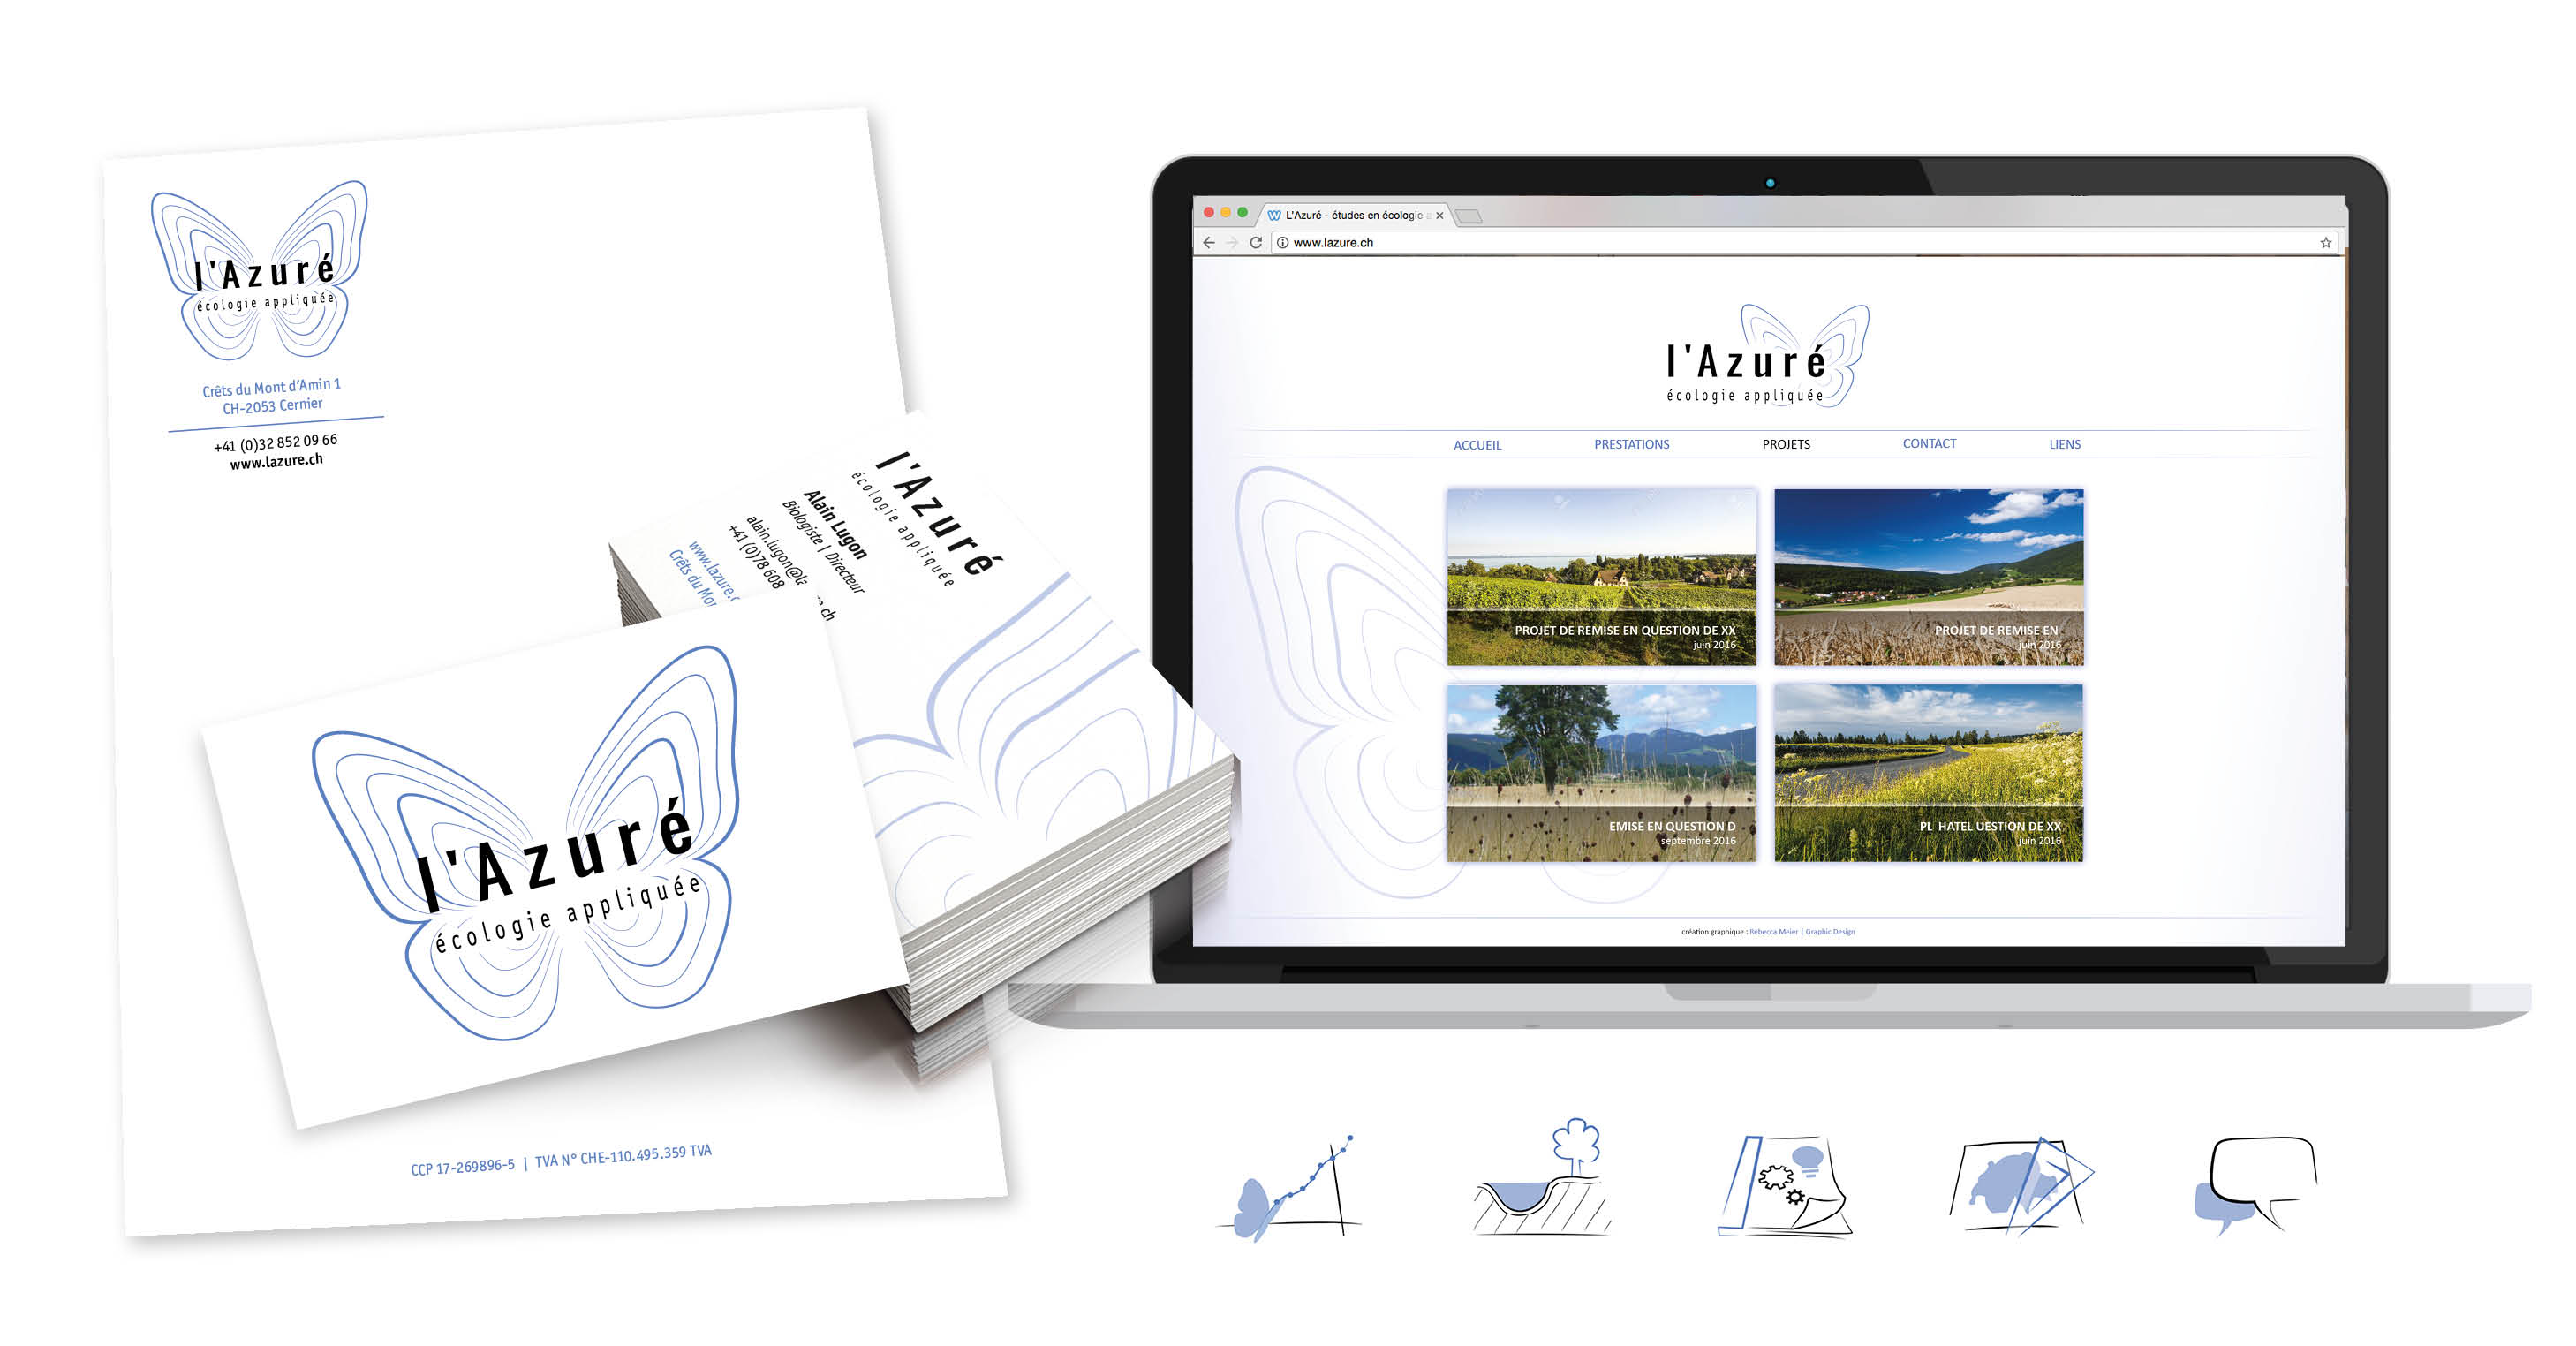 l'Azuré
écologie appliquée
Crêts du Mont d'Amin 1
CH-2053 Cernier
+41 (0)32 852 09 66
www.lazure.ch
l'Azuré
écologie appliquée
Alain Lugon
Biologiste | Directeur
alain.lugon@la
e.ch
+41 (0)78 608
www.lazure.c
Crêts du Mon
l'Azuré
écologie appliquée
CCP 17-269896-5 | TVA N° CHE-110.495.359 TVA
L'Azuré - études en écologie a
www.lazure.ch
l'Azuré
écologie appliquée
ACCUEIL PRESTATIONS PROJETS CONTACT LIENS
PROJET DE REMISE EN QUESTION DE XX
juin 2016
PROJET DE REMISE EN
juin 2016
EMISE EN QUESTION D
septembre 2016
PL HATEL UESTION DE XX
juin 2016
création graphique : Rebecca Meier | Graphic Design